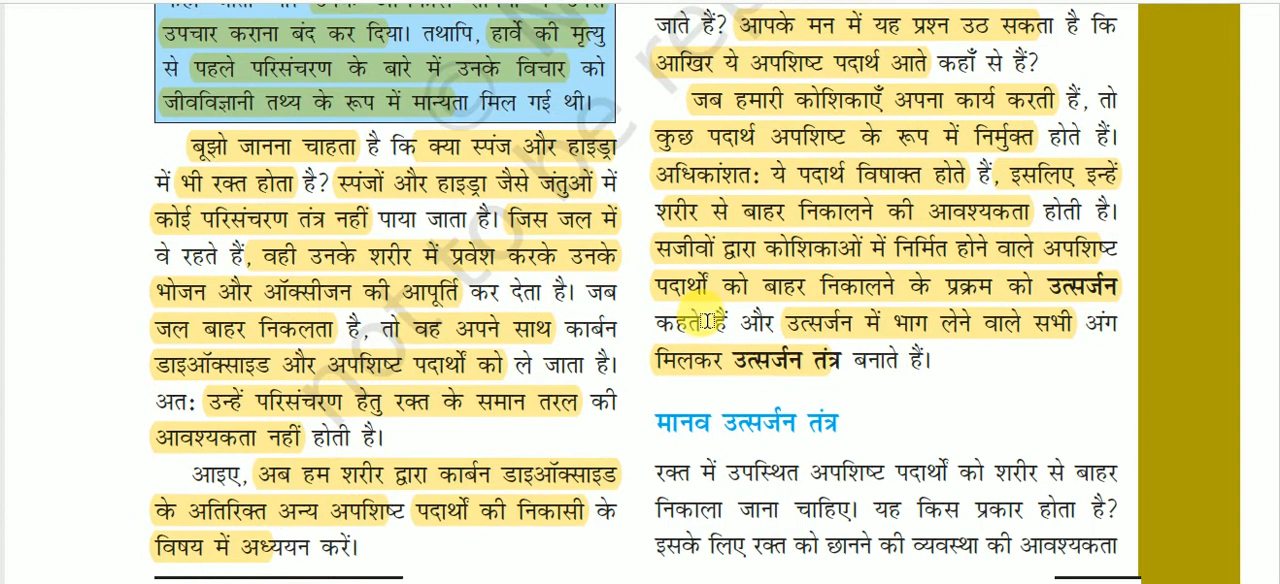 उपचार कराना बंद कर दिया। तथापि, हार्वे की मृत्यु
से पहले परिसंचरण के बारे में उनके विचार को
जीवविज्ञानी तथ्य के रूप में मान्यता मिल गई थी।
बूझो जानना चाहता है कि क्या स्पंज और हाइड्रा
में भी रक्त होता है? स्पंजों और हाइड्रा जैसे जंतुओं में
कोई परिसंचरण तंत्र नहीं पाया जाता है। जिस जल में
वे रहते हैं, वही उनके शरीर में प्रवेश करके उनके
भोजन और ऑक्सीजन की आपूर्ति कर देता है। जब
जल बाहर निकलता है, तो वह अपने साथ कार्बन
डाइऑक्साइड और अपशिष्ट पदार्थों को ले जाता है।
अत: उन्हें परिसंचरण हेतु रक्त के समान तरल की
आवश्यकता नहीं होती है।
आइए, अब हम शरीर द्वारा कार्बन डाइऑक्साइड
के अतिरिक्त अन्य अपशिष्ट पदार्थों की निकासी के
विषय में अध्ययन करें।
जाते हैं? आपके मन में यह प्रश्न उठ सकता है कि
आखिर ये अपशिष्ट पदार्थ आते कहाँ से हैं?
जब हमारी कोशिकाएँ अपना कार्य करती हैं, तो
कुछ पदार्थ अपशिष्ट के रूप में निर्मुक्त होते हैं।
अधिकांशत: ये पदार्थ विषाक्त होते हैं, इसलिए इन्हें
शरीर से बाहर निकालने की आवश्यकता होती है।
सजीवों द्वारा कोशिकाओं में निर्मित होने वाले अपशिष्ट
पदार्थों को बाहर निकालने के प्रक्रम को उत्सर्जन
कहते हैं और उत्सर्जन में भाग लेने वाले सभी अंग
मिलकर उत्सर्जन तंत्र बनाते हैं।
मानव उत्सर्जन तंत्र
रक्त में उपस्थित अपशिष्ट पदार्थों को शरीर से बाहर
निकाला जाना चाहिए। यह किस प्रकार होता है?
इसके लिए रक्त को छानने की व्यवस्था की आवश्यकता